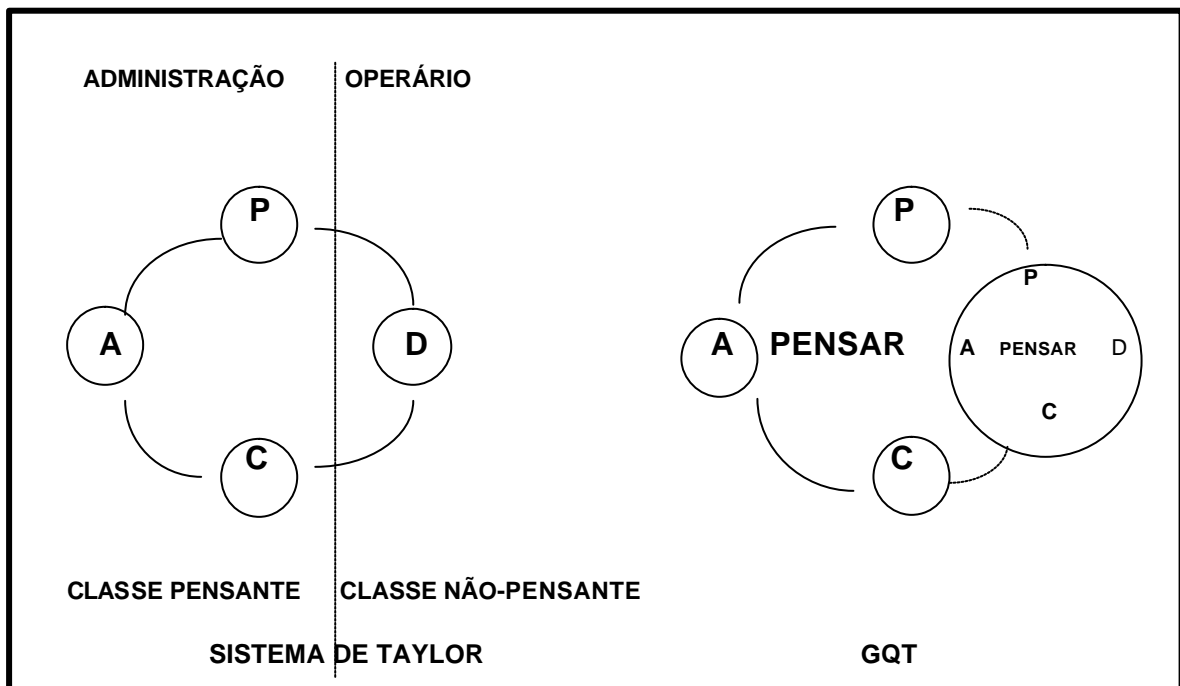 ADMINISTRAÇÃO OPERÁRIO
P
A
D
C
CLASSE PENSANTE CLASSE NÃO-PENSANTE
SISTEMA DE TAYLOR
P
A PENSAR
C
P
A PENSAR D
C
GQT